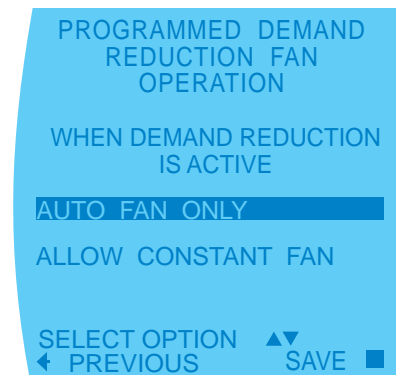 PROGRAMMED DEMAND
REDUCTION FAN
OPERATION
WHEN DEMAND REDUCTION
IS ACTIVE
AUTO FAN ONLY
ALLOW CONSTANT FAN
SELECT OPTION ▲▼
PREVIOUS SAVE